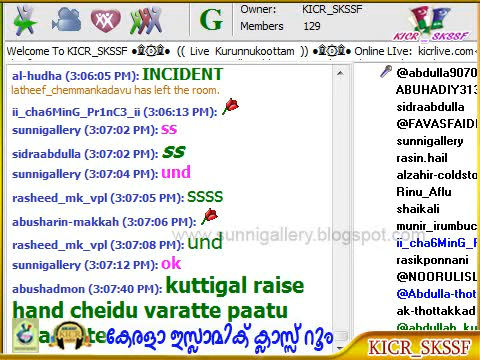 G
Owner: KICR_SKSSF
Members 129
KICR_SKSSF
Welcome To KICR_SSKSSF
(( Live Kurunnukoottam ))
Online LIve: kicrlive.com
al-hudha (3:06:05 PM): INCIDENT
latheef_chemmankadavu has left the room.
ii_cha6MinG_Pr1nC3_ii (3:06:13 PM):
sunnigallery (3:07:02 PM): ss
sidraabdulla (3:07:02 PM): ss
sunnigallery (3:07:04 PM): und
rasheed_mk_vpl (3:07:05 PM): ssss
abusharin-makkah (3:07:06 PM):
www.sunnigallery.blogspot.com
rasheed_mk_vpl (3:07:08 PM): und
sunnigallery (3:07:12 PM): ok
abushadmon (3:07:40 PM): kuttigal raise
hand cheidu varatte paatu
കേരളാ ഇസ്ലാമിക് ക്ലാസ്സ് റൂം
@abdulla9070
ABUHADIY313
sidraabdulla
@FAVASFAIDI
sunnigallery
rasin.hail
alzahir-coldsto
Rinu_Aflu
shaikali
munir_irumbuc
ii_cha6MinG_P
rasikponnani
@NOORULISL
@Abdulla-thot
ak-thottakkad
@abdullah_ku
KICR
KICR_SKSSF